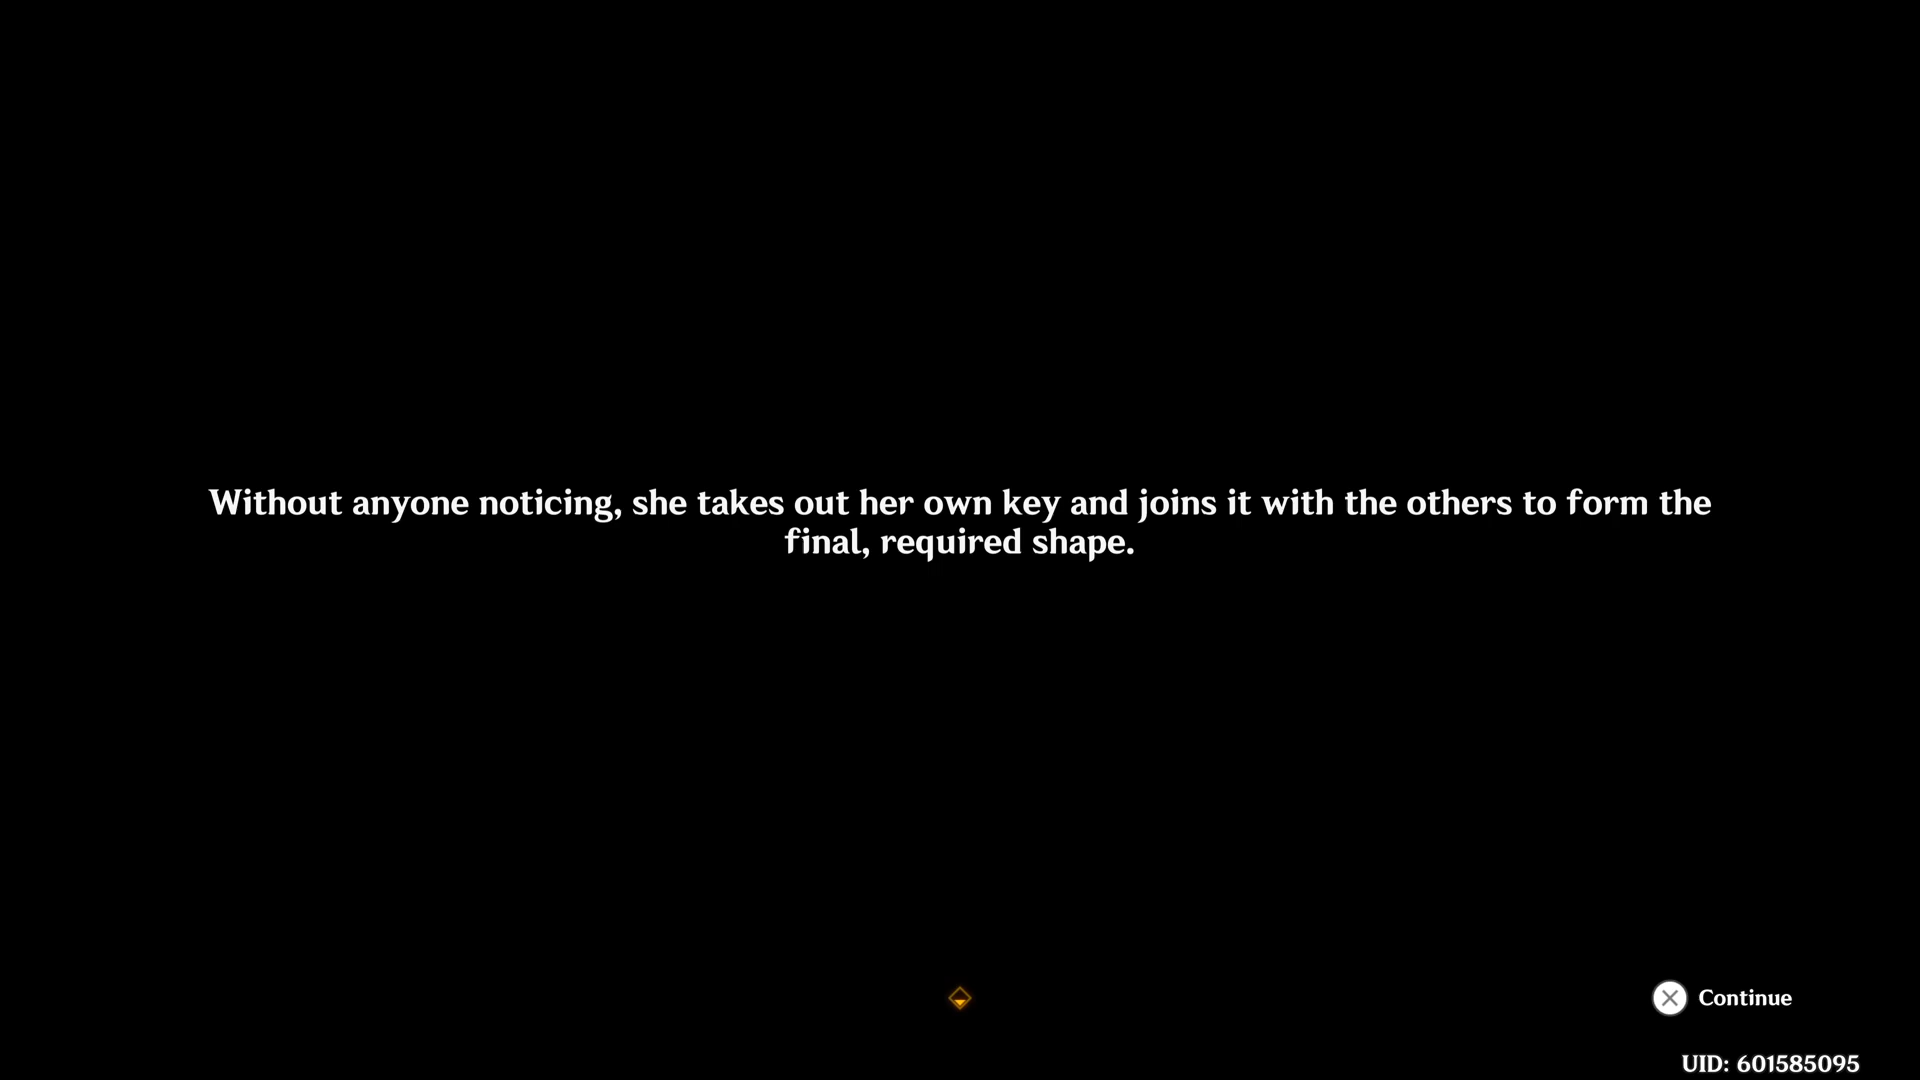 Without anyone noticing, she takes out her own key and joins it with the others to form the
final, required shape.
Continue
UID: 601585095